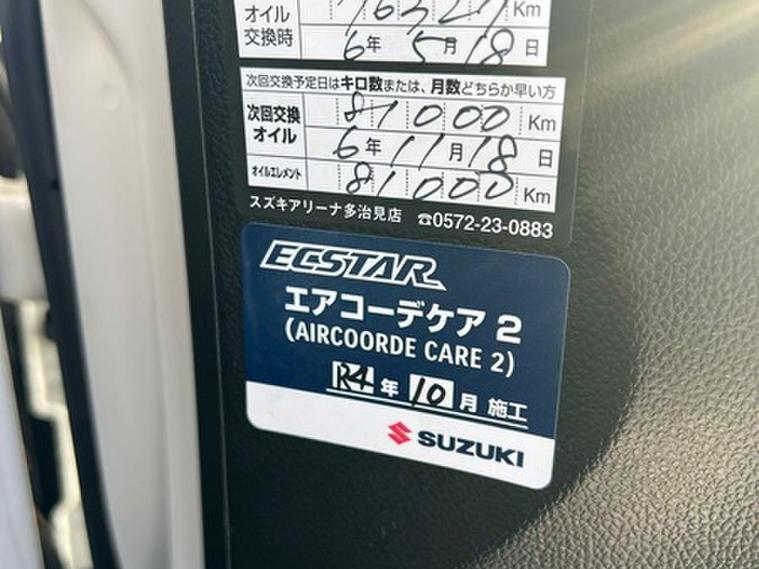 オイル
交換時
Km
6年 5月18日
次回交換予定日はキロ数または、月数どちらか早い方
次回交換
オイル
81000 Km
6年11月18日
オイルエレメント 81000 Km
スズキアリーナ多治見店 ☎0572-23-0883
ECSTAR
エアコーデケア 2
(AIRCOORDE CARE 2)
R4年 10月 施工
SUZUKI